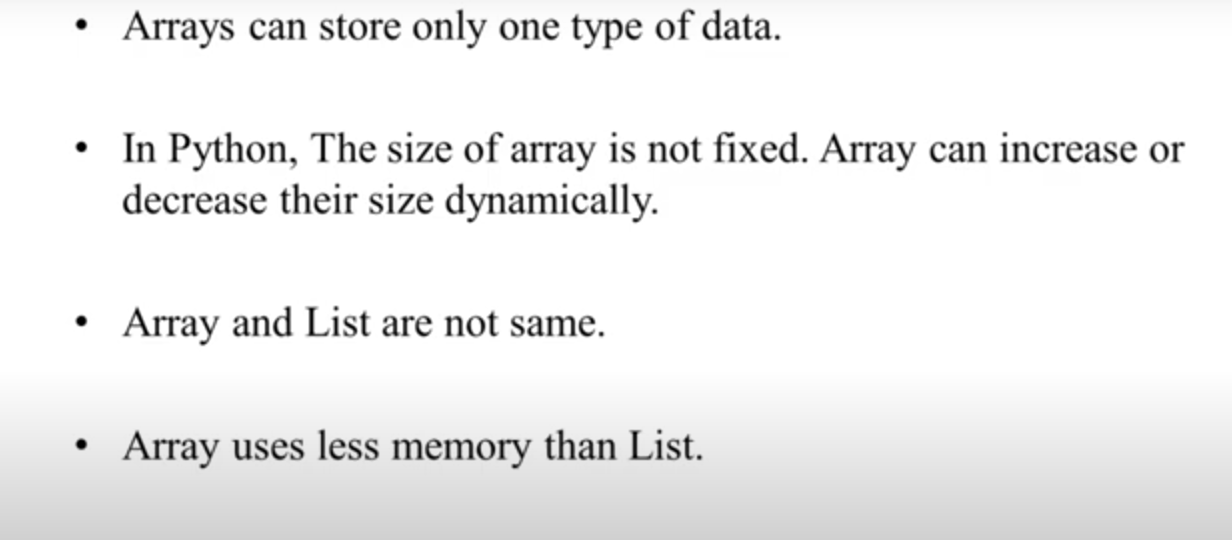 • Arrays can store only one type of data.
• In Python, The size of array is not fixed. Array can increase or
decrease their size dynamically.
• Array and List are not same.
• Array uses less memory than List.